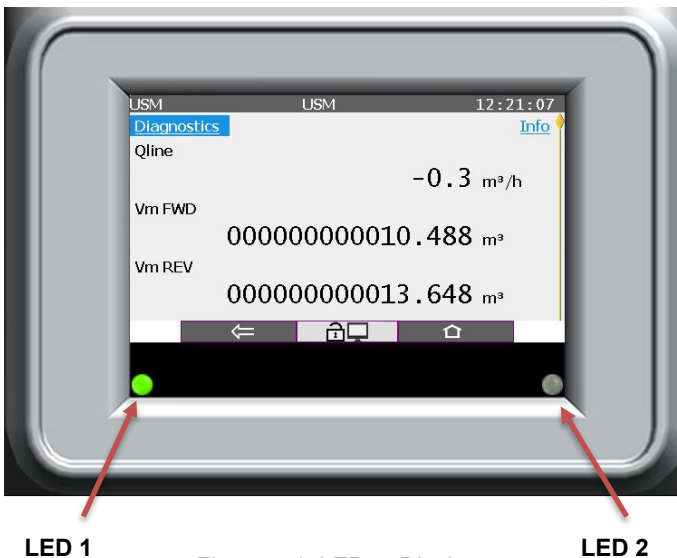 USM USM 12:21:07
Diagnostics Info
Qline
-0.3 m³/h
Vm FWD
000000000010.488 m³
Vm REV
000000000013.648 m³
1
LED 1 LED 2